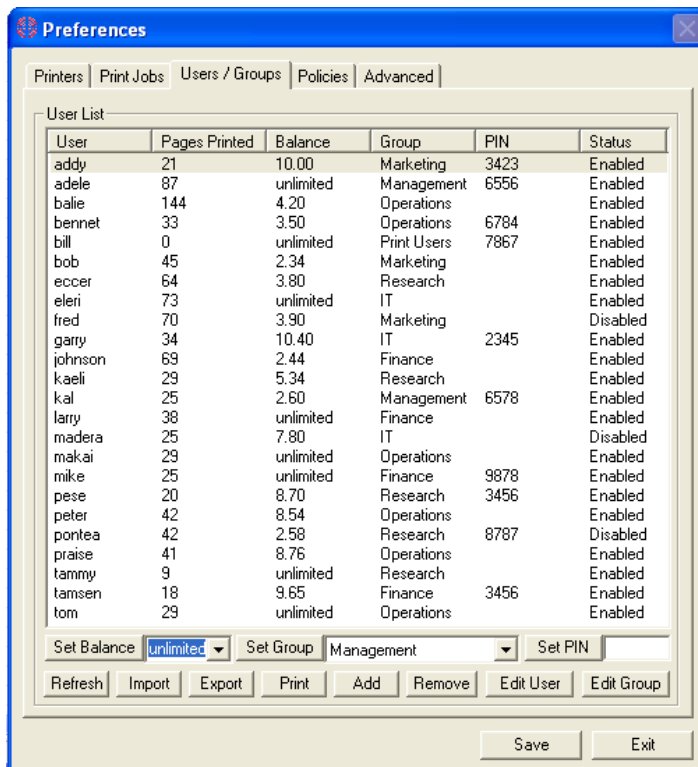 Preferences
Printers Print Jobs Users / Groups Policies Advanced
User List
User Pages Printed Balance Group PIN Status
addy 21 10.00 Marketing 3423 Enabled
adele 87 unlimited Management 6556 Enabled
balie 144 4.20 Operations Enabled
bennet 33 3.50 Operations 6784 Enabled
bill 0 unlimited Print Users 7867 Enabled
bob 45 2.34 Marketing Enabled
eccer 64 3.80 Research Enabled
eleri 73 unlimited IT Enabled
fred 70 3.90 Marketing Disabled
garry 34 10.40 IT 2345 Enabled
johnson 69 2.44 Finance Enabled
kaeli 29 5.34 Research Enabled
kal 25 2.60 Management 6578 Enabled
larry 38 unlimited Finance Enabled
madera 25 7.80 IT Disabled
makai 29 unlimited Operations Enabled
mike 25 unlimited Finance 9878 Enabled
pese 20 8.70 Research 3456 Enabled
peter 42 8.54 Operations Enabled
pontea 42 2.58 Research 8787 Disabled
praise 41 8.76 Operations Enabled
tammy 9 unlimited Research Enabled
tamsen 18 9.65 Finance 3456 Enabled
tom 29 unlimited Operations Enabled
Set Balance unlimited Set Group Management Set PIN
Refresh Import Export Print Add Remove Edit User Edit Group
Save Exit